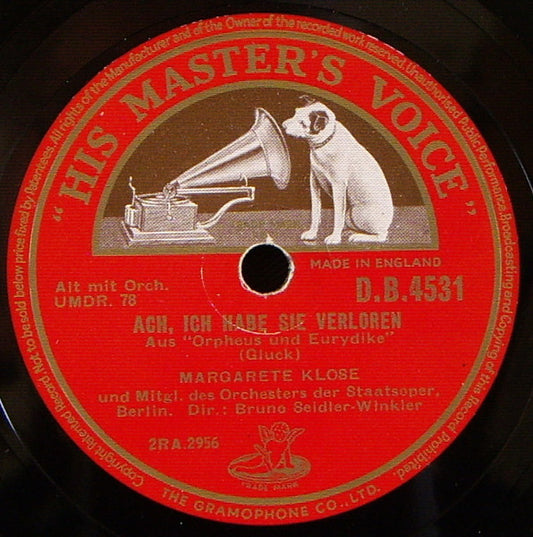 "HIS MASTER'S VOICE"
Copyright Patented Record Not to be sold below price fixed by Patentees. All rights of the Manufacturer and of the Owner of the recorded work reserved. Unauthorised Public Performance, Broadcasting and Copying of this Record Prohibited.
MADE IN ENGLAND
Alt mit Orch.
UMDR. 78
D.B.4531
ACH, ICH HABE SIE VERLOREN
Aus "Orpheus und Eurydike"
(Gluck)
MARGARETE KLOSE
und Mitgl. des Orchesters der Staatsoper,
Berlin. Dir.: Bruno Seidler-Winkler
2RA.2956
TRADE MARK
THE GRAMOPHONE CO., LTD.